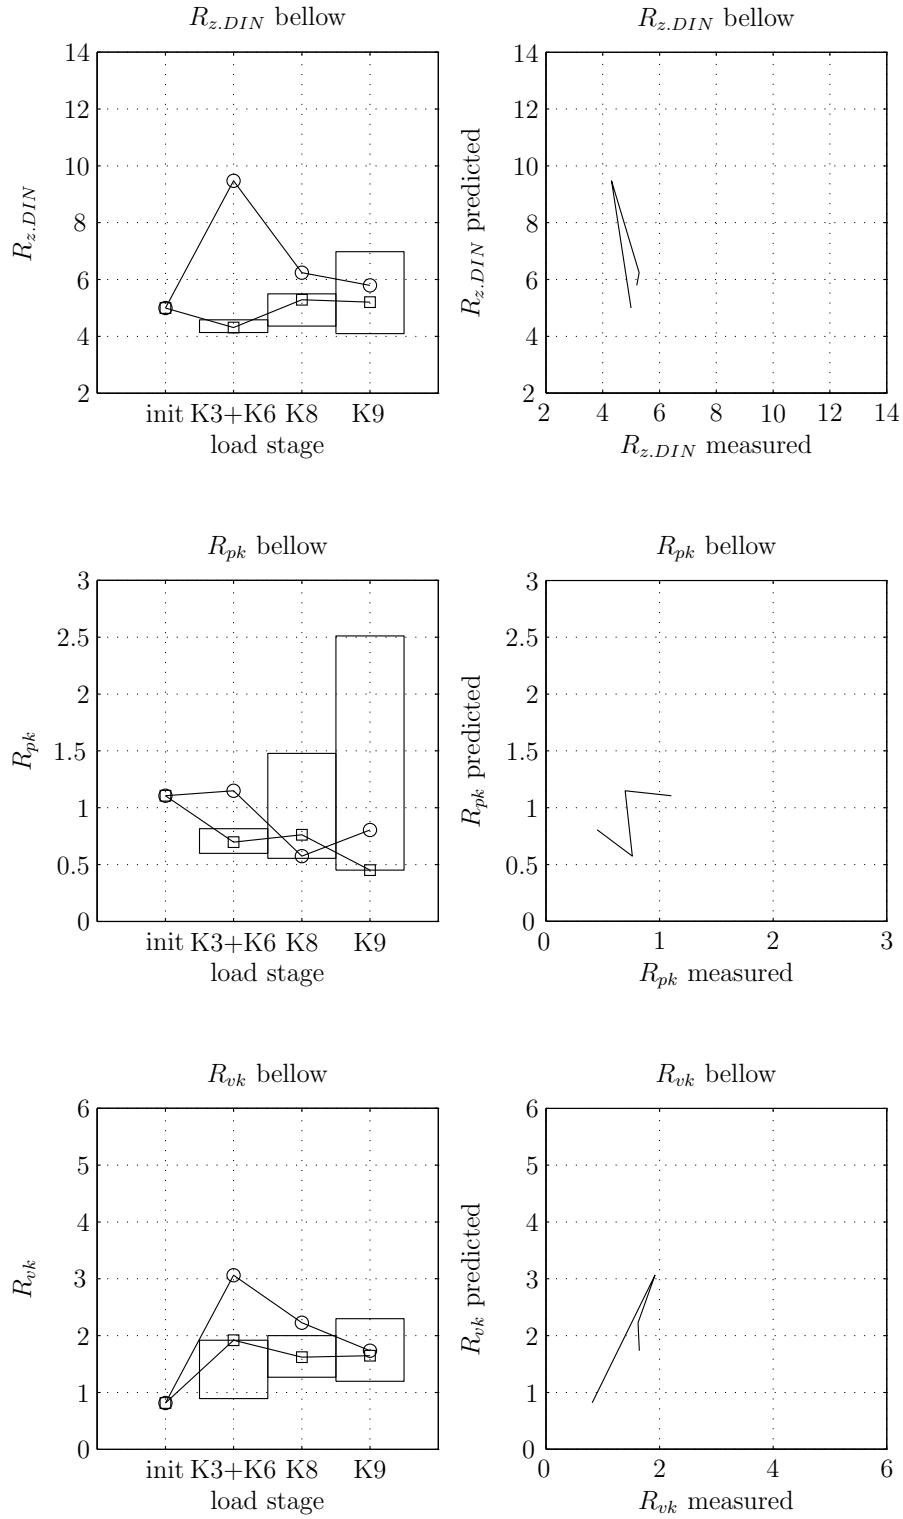 R_{z.DIN} bellow
14
12
10
8
6
4
2
R_{z.DIN}
init K3+K6 K8 K9
load stage
R_{z.DIN} bellow
14
12
10
8
6
4
2
R_{z.DIN} predicted
2 4 6 8 10 12 14
R_{z.DIN} measured
R_{pk} bellow
3
2.5
2
1.5
1
0.5
0
R_{pk}
init K3+K6 K8 K9
load stage
R_{pk} bellow
3
2.5
2
1.5
1
0.5
0
R_{pk} predicted
0 1 2 3
R_{pk} measured
R_{vk} bellow
6
5
4
3
2
1
0
R_{vk}
init K3+K6 K8 K9
load stage
R_{vk} bellow
6
5
4
3
2
1
0
R_{vk} predicted
0 2 4 6
R_{vk} measured